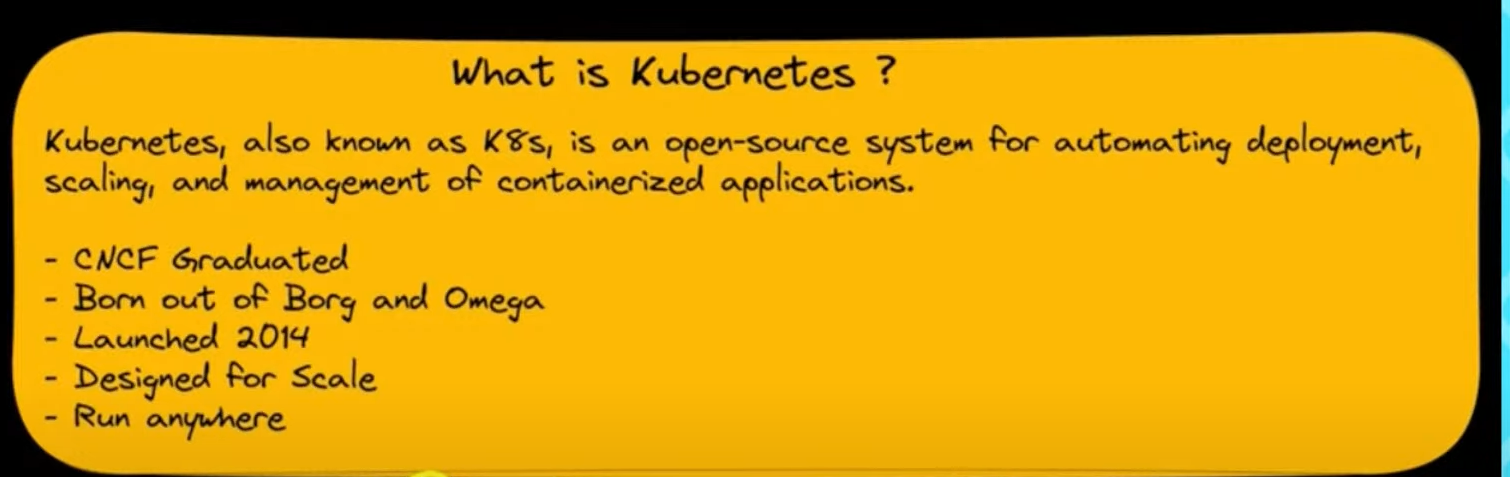 What is Kubernetes ?
Kubernetes, also known as K8s, is an open-source system for automating deployment,
scaling, and management of containerized applications.
- CNCF Graduated
- Born out of Borg and Omega
- Launched 2014
- Designed for Scale
- Run anywhere